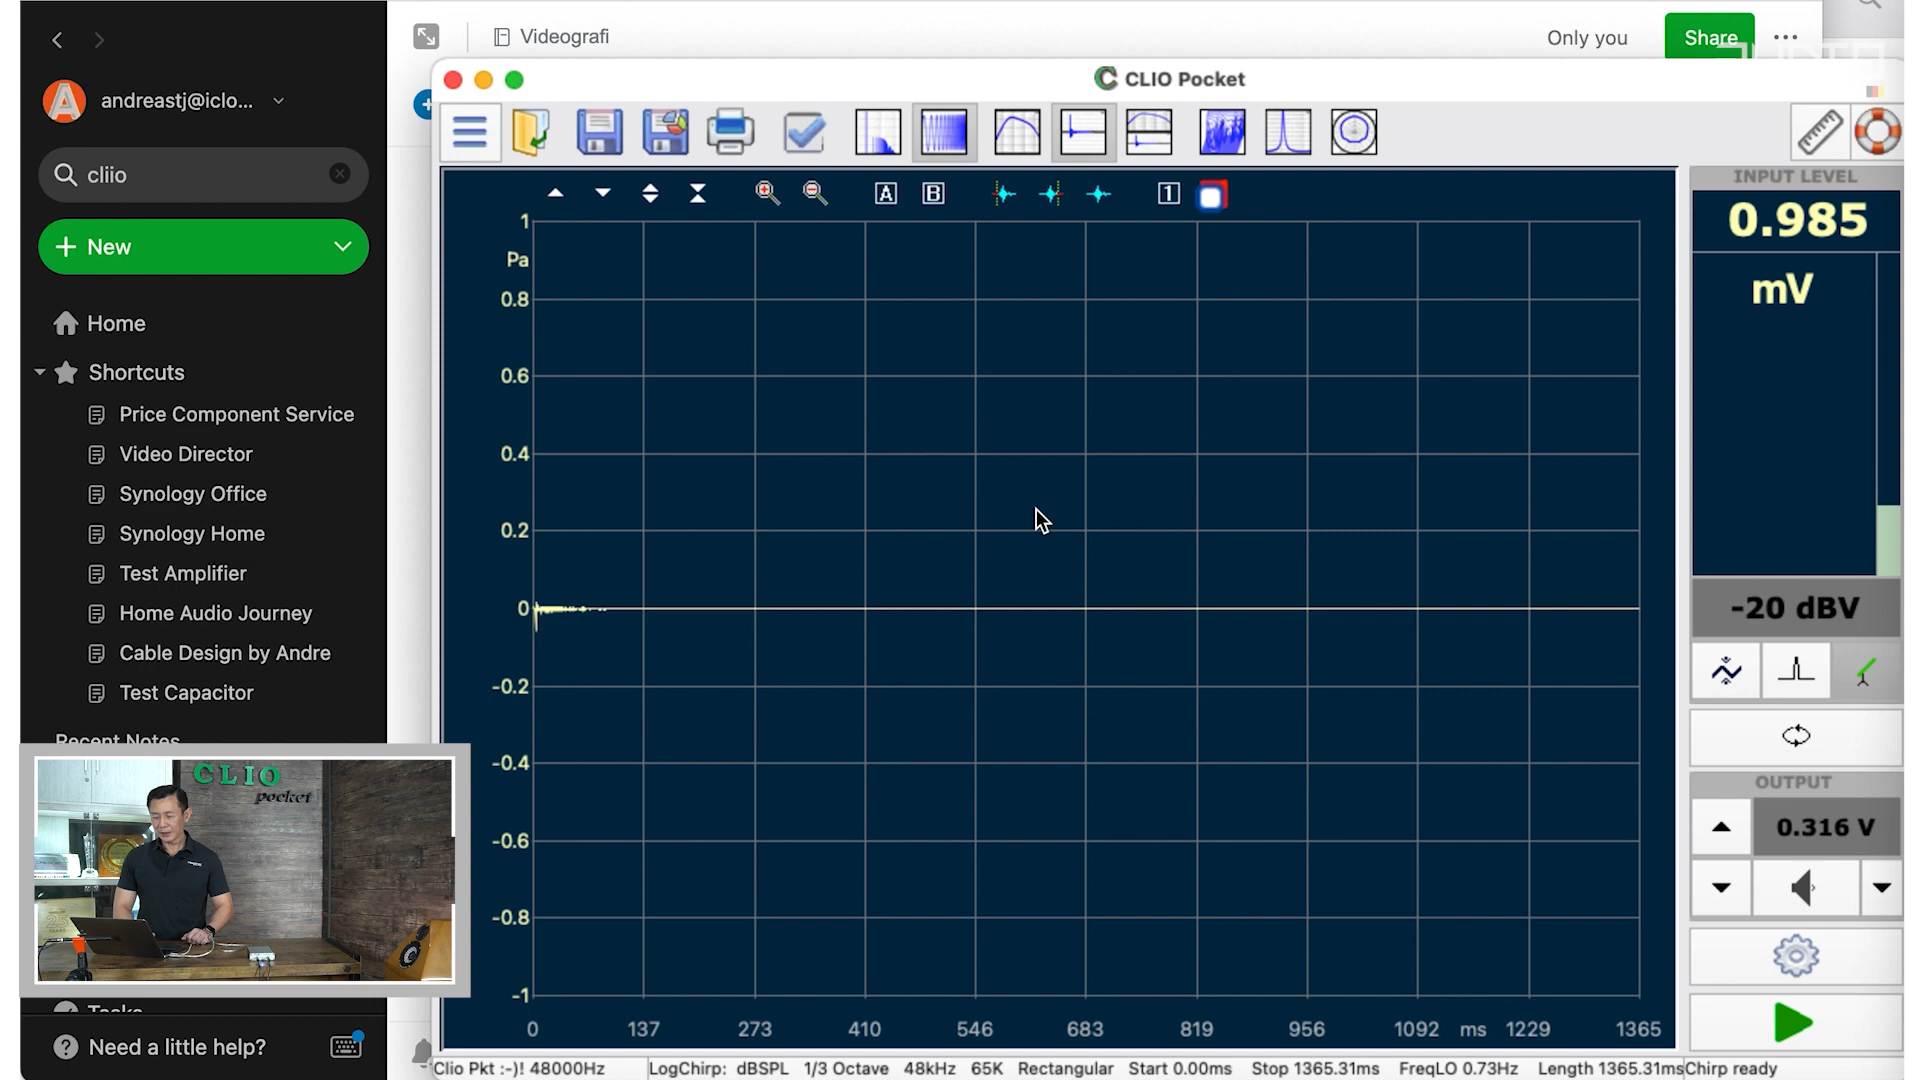 Videografi
Only you
Share
andreastj@iclo...
cliio
New
Home
Shortcuts
Price Component Service
Video Director
Synology Office
Synology Home
Test Amplifier
Home Audio Journey
Cable Design by Andre
Test Capacitor
Recent Notes
Tasks
Need a little help?
CLIO
pocket
CLIO Pocket
A
B
1
1
Pa
0.8
0.6
0.4
0.2
0
-0.2
-0.4
-0.6
-0.8
-1
0 137 273 410 546 683 819 956 1092 ms 1229 1365
INPUT LEVEL
0.985
mV
-20 dBV
OUTPUT
0.316 V
Clio Pkt :-)! 48000Hz LogChirp: dBSPL 1/3 Octave 48kHz 65K Rectangular Start 0.00ms Stop 1365.31ms FreqLO 0.73Hz Length 1365.31ms Chirp ready